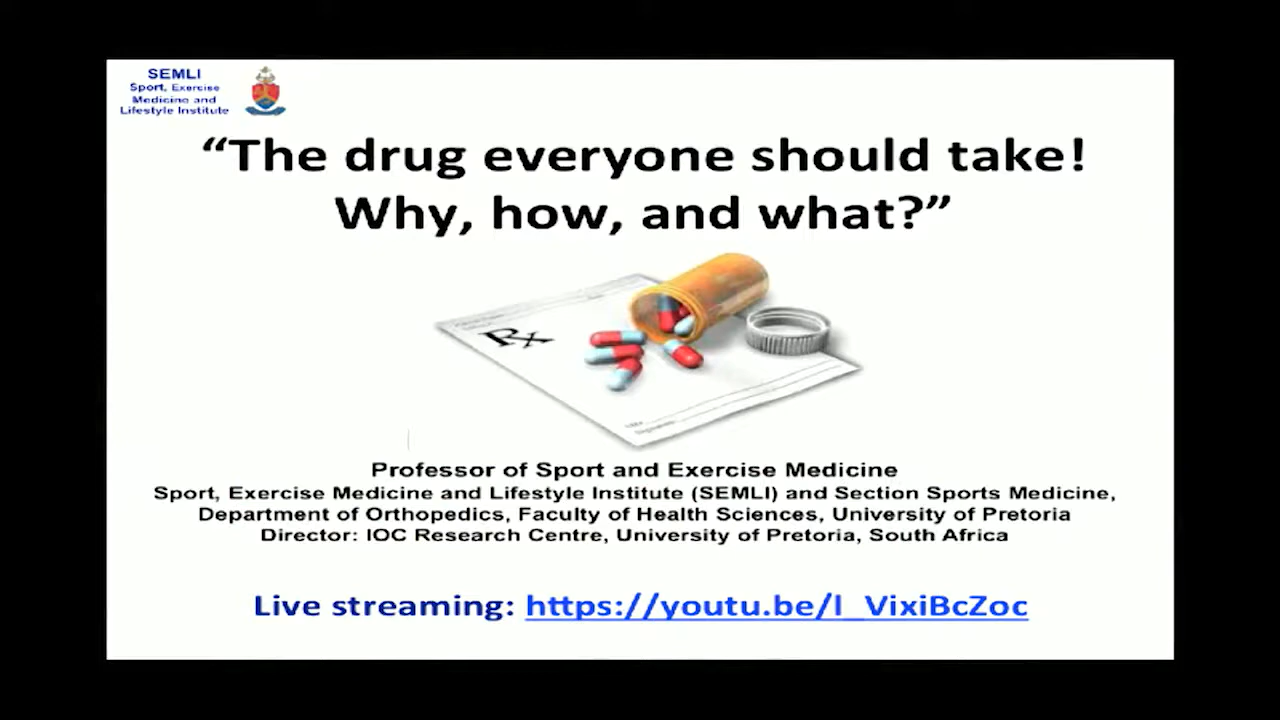 SEMLI
Sport, Exercise
Medicine and
Lifestyle Institute
“The drug everyone should take!
Why, how, and what?”
Rx
Professor of Sport and Exercise Medicine
Sport, Exercise Medicine and Lifestyle Institute (SEMLI) and Section Sports Medicine,
Department of Orthopedics, Faculty of Health Sciences, University of Pretoria
Director: IOC Research Centre, University of Pretoria, South Africa
Live streaming: https://youtu.be/l_VixiBcZoc